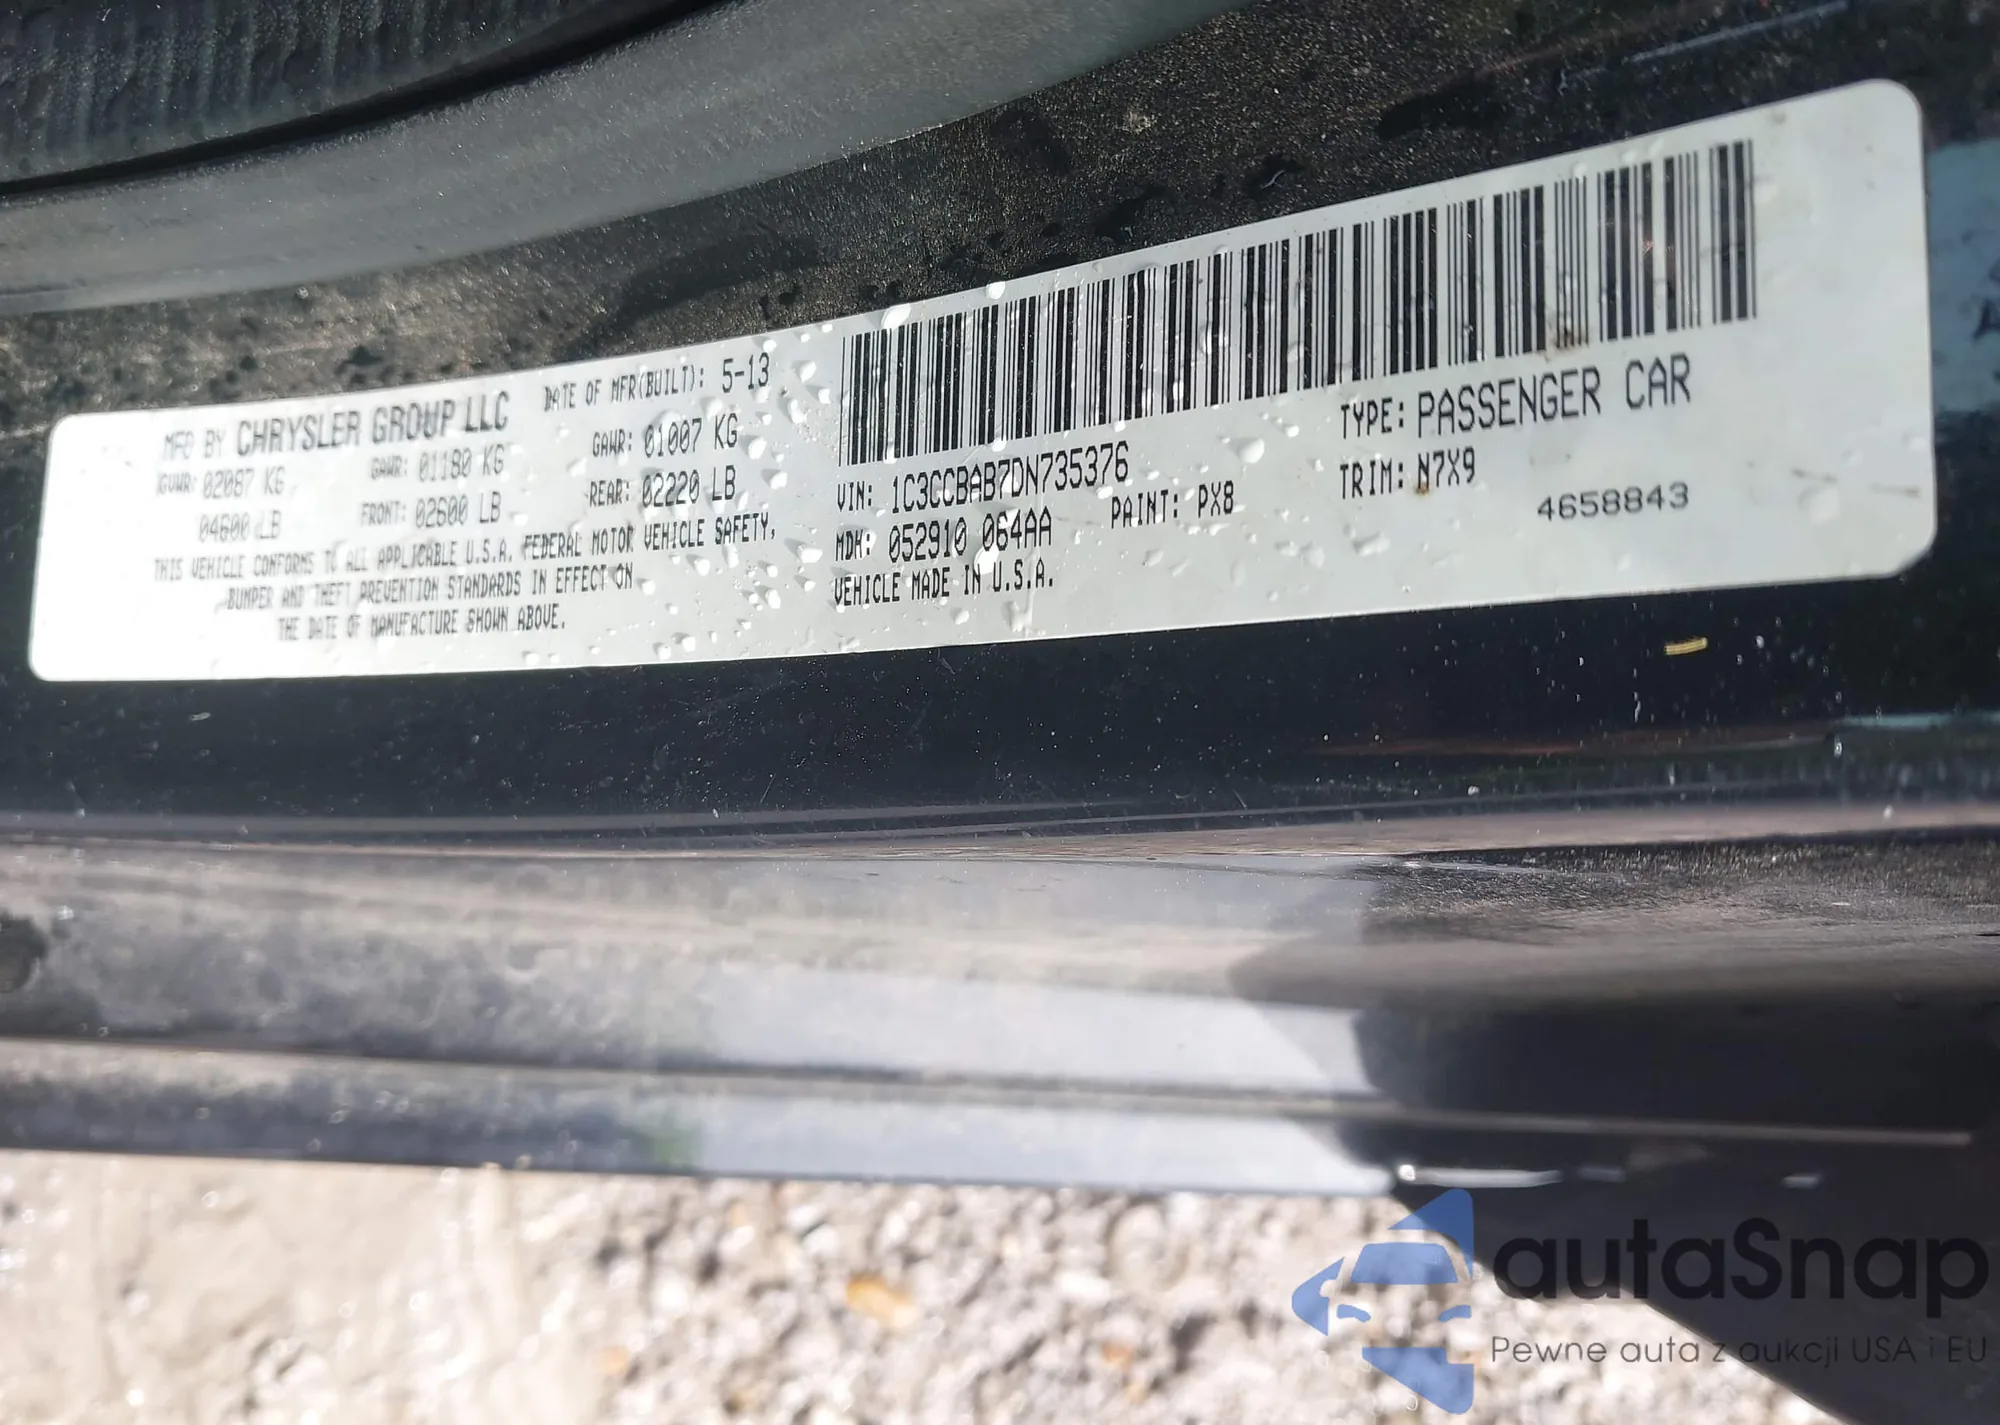 MFD BY CHRYSLER GROUP LLC DATE OF MFR(BUILT): 5-13
GVWR: 02087 KG GAWR: 01180 KG GAWR: 01007 KG
04600 LB FRONT: 02600 LB REAR: 02220 LB
THIS VEHICLE CONFORMS TO ALL APPLICABLE U.S.A. FEDERAL MOTOR VEHICLE SAFETY,
BUMPER AND THEFT PREVENTION STANDARDS IN EFFECT ON
THE DATE OF MANUFACTURE SHOWN ABOVE.
VIN: 1C3CCBAB7DN735376 TYPE: PASSENGER CAR
MDH: 052910 064AA PAINT: PX8 TRIM: N7X9
VEHICLE MADE IN U.S.A. 4658843
autaSnap
Pewne auta z aukcji USA i EU